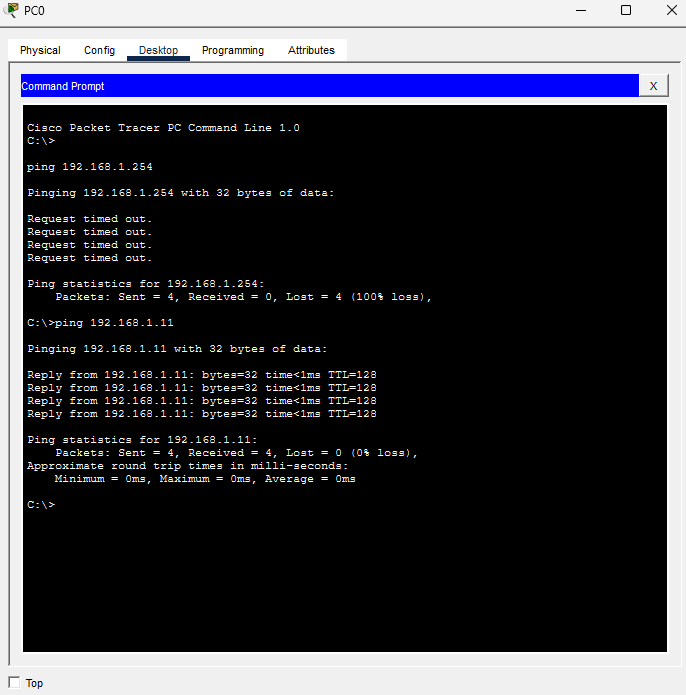 PC0
Physical Config Desktop Programming Attributes
Command Prompt X
Cisco Packet Tracer PC Command Line 1.0
C:\>
ping 192.168.1.254
Pinging 192.168.1.254 with 32 bytes of data:
Request timed out.
Request timed out.
Request timed out.
Request timed out.
Ping statistics for 192.168.1.254:
Packets: Sent = 4, Received = 0, Lost = 4 (100% loss),
C:\>ping 192.168.1.11
Pinging 192.168.1.11 with 32 bytes of data:
Reply from 192.168.1.11: bytes=32 time<1ms TTL=128
Reply from 192.168.1.11: bytes=32 time<1ms TTL=128
Reply from 192.168.1.11: bytes=32 time<1ms TTL=128
Reply from 192.168.1.11: bytes=32 time<1ms TTL=128
Ping statistics for 192.168.1.11:
Packets: Sent = 4, Received = 4, Lost = 0 (0% loss),
Approximate round trip times in milli-seconds:
Minimum = 0ms, Maximum = 0ms, Average = 0ms
C:\>
Top